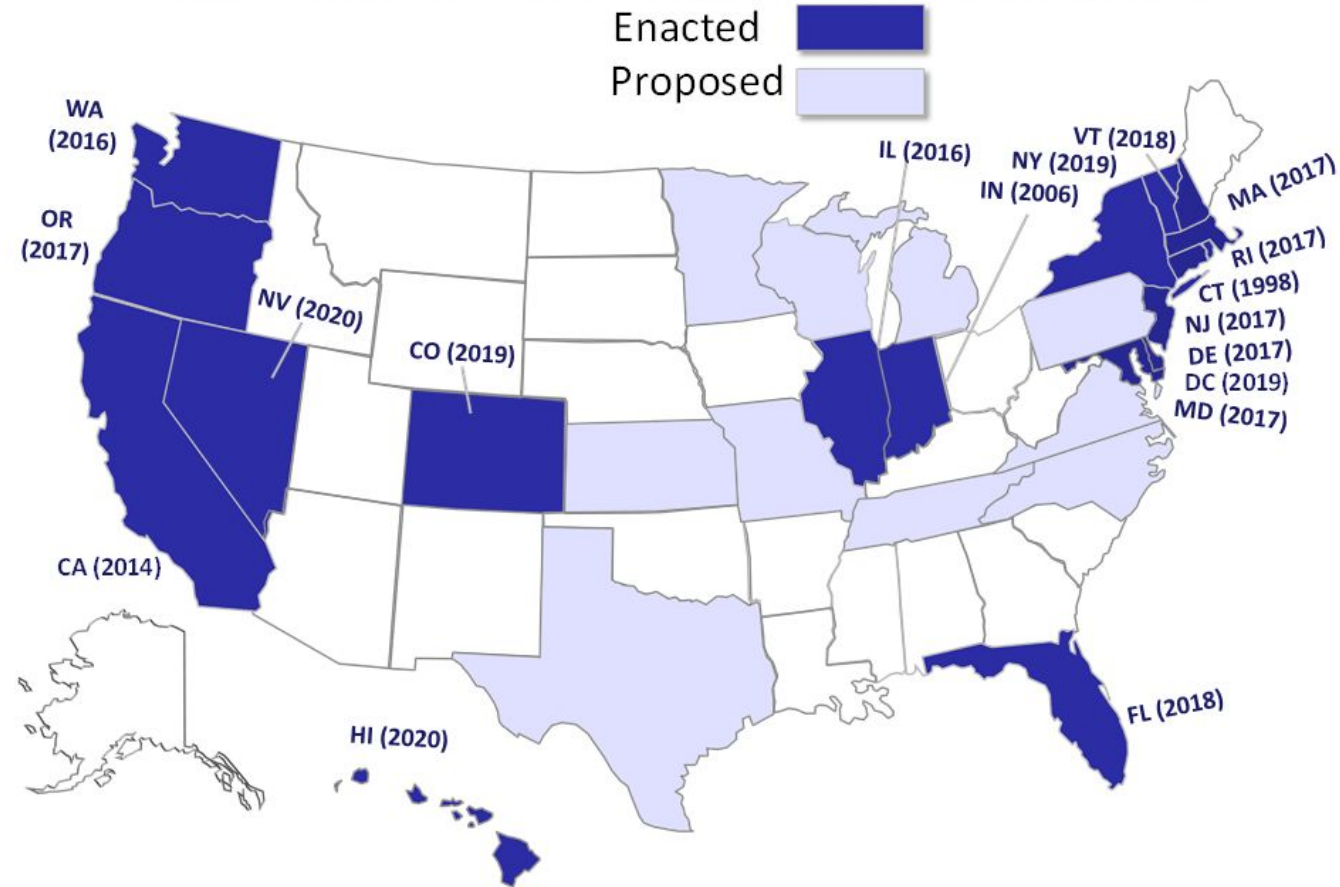 Enacted
Proposed
WA
(2016)
OR
(2017)
NV (2020)
CO (2019)
CA (2014)
HI (2020)
IL (2016)
NY (2019)
IN (2006)
VT (2018)
MA (2017)
RI (2017)
CT (1998)
NJ (2017)
DE (2017)
DC (2019)
MD (2017)
FL (2018)